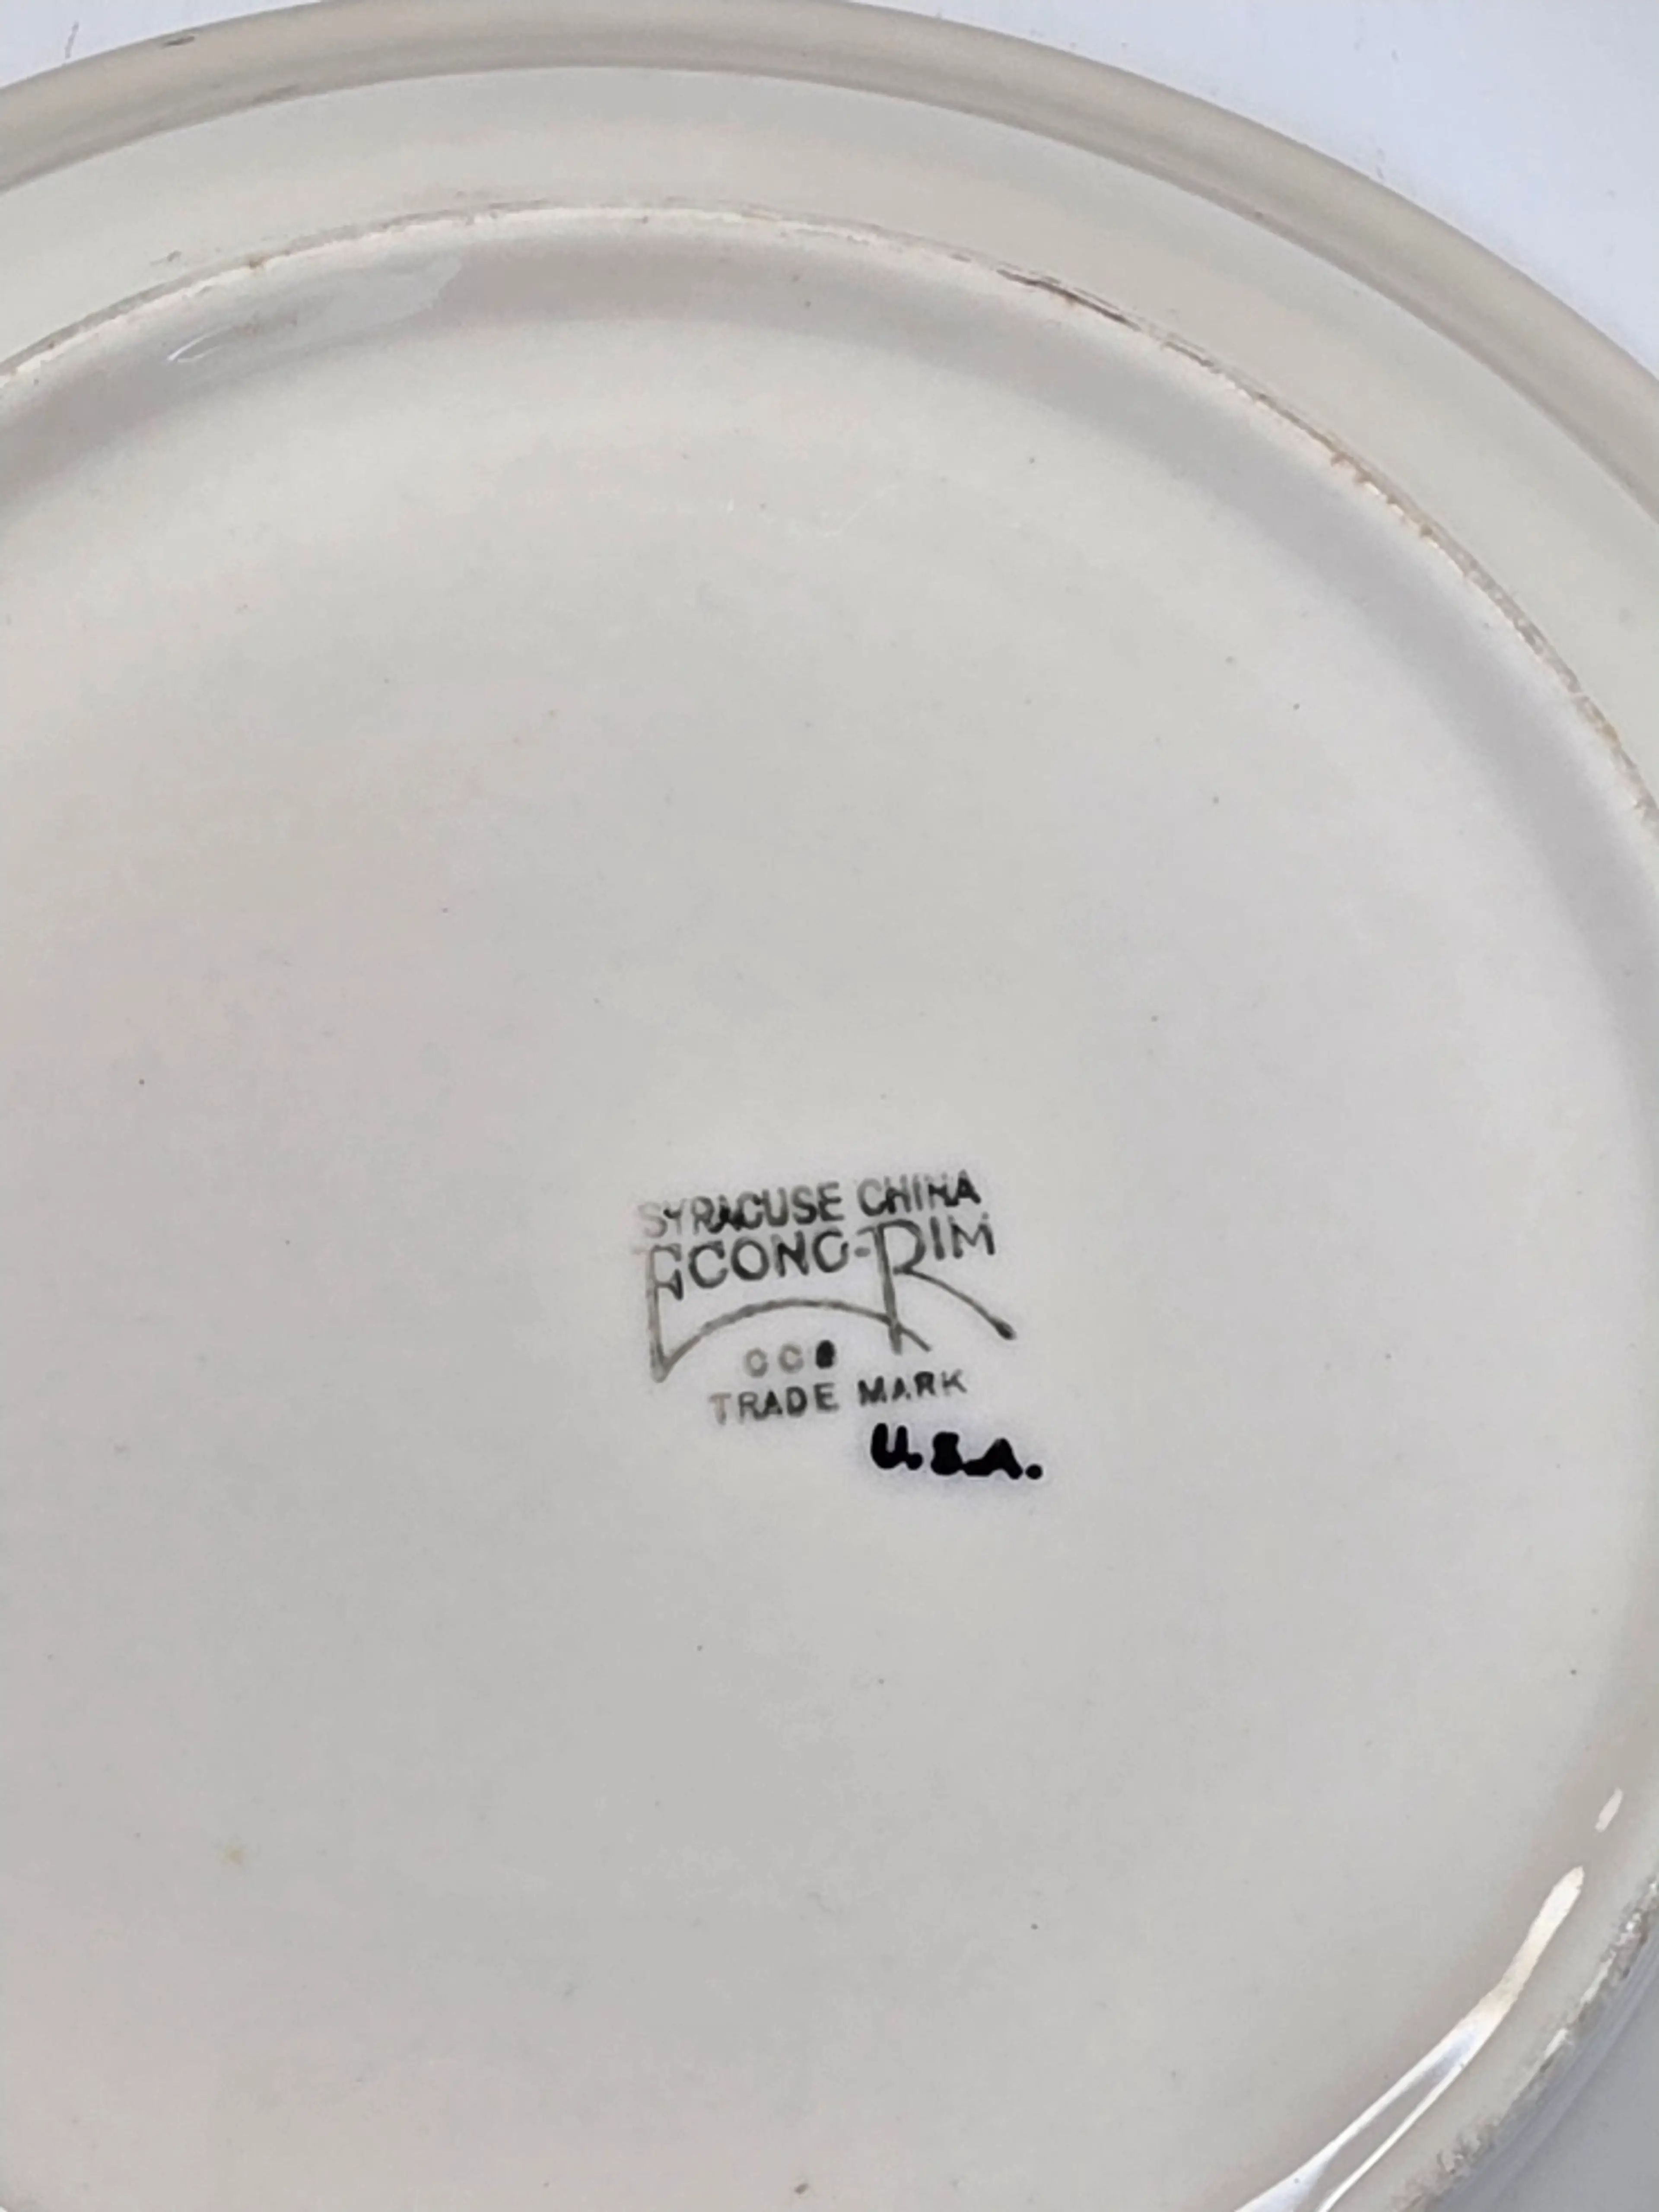 SYRACUSE CHINA
ECONO-RIM
TRADE MARK
U.S.A.